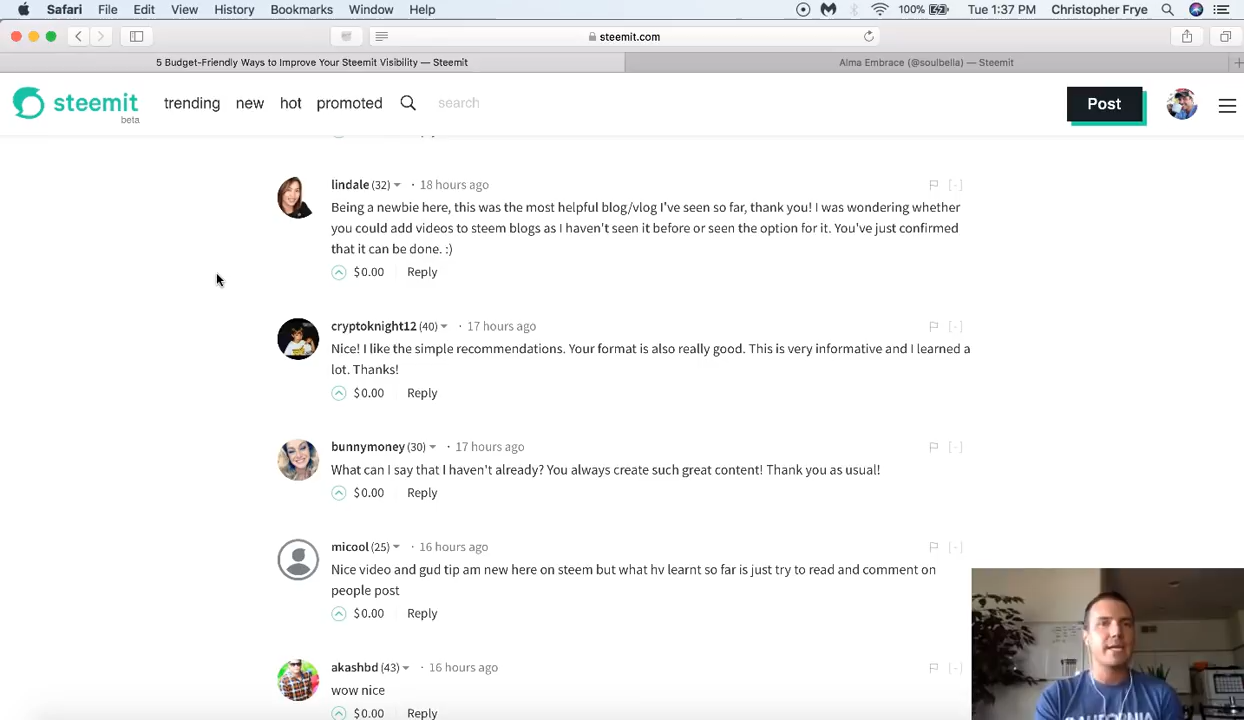 Safari File Edit View History Bookmarks Window Help 100% Tue 1:37 PM Christopher Frye
steemit.com
5 Budget-Friendly Ways to Improve Your Steemit Visibility — Steemit
Alma Embrace (@soulbella) — Steemit
steemit
beta
trending new hot promoted search Post
lindale (32) · 18 hours ago
Being a newbie here, this was the most helpful blog/vlog I've seen so far, thank you! I was wondering whether
you could add videos to steem blogs as I haven't seen it before or seen the option for it. You've just confirmed
that it can be done. :)
$0.00 Reply
cryptoknight12 (40) · 17 hours ago
Nice! I like the simple recommendations. Your format is also really good. This is very informative and I learned a
lot. Thanks!
$0.00 Reply
bunnymoney (30) · 17 hours ago
What can I say that I haven't already? You always create such great content! Thank you as usual!
$0.00 Reply
micool (25) · 16 hours ago
Nice video and gud tip am new here on steem but what hv learnt so far is just try to read and comment on
people post
$0.00 Reply
akashbd (43) · 16 hours ago
wow nice
$0.00 Reply
CALIFORNIA